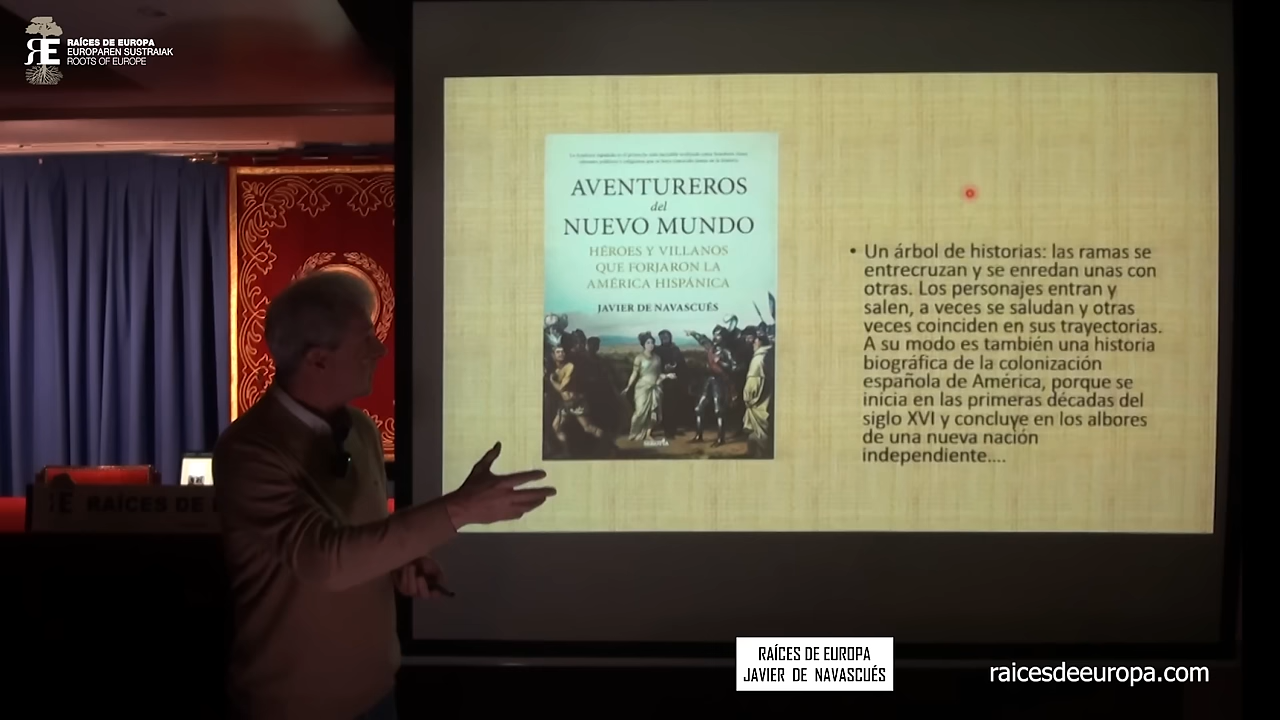 RE
RAÍCES DE EUROPA
EUROPAREN SUSTRAIAK
ROOTS OF EUROPE
AVENTUREROS
del
NUEVO MUNDO
HÉROES Y VILLANOS
QUE FORJARON LA
AMÉRICA HISPÁNICA
JAVIER DE NAVASCUÉS
• Un árbol de historias: las ramas se
entrecruzan y se enredan unas con
otras. Los personajes entran y
salen, a veces se saludan y otras
veces coinciden en sus trayectorias.
A su modo es también una historia
biográfica de la colonización
española de América, porque se
inicia en las primeras décadas del
siglo XVI y concluye en los albores
de una nueva nación
independiente....
RAÍCES DE E
RAÍCES DE EUROPA
JAVIER DE NAVASCUÉS
raicesdeeuropa.com